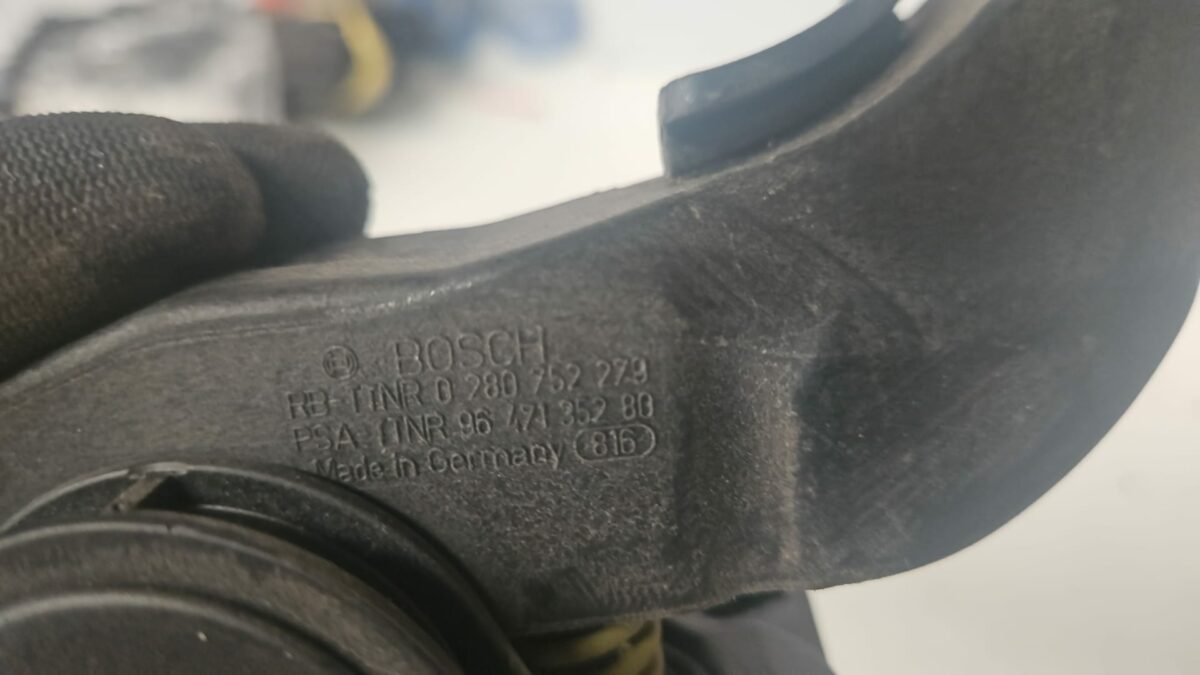 BOSCH
RB-TTNR 0 280 752 279
PSA-TTNR 96 471 352 80
Made in Germany 816